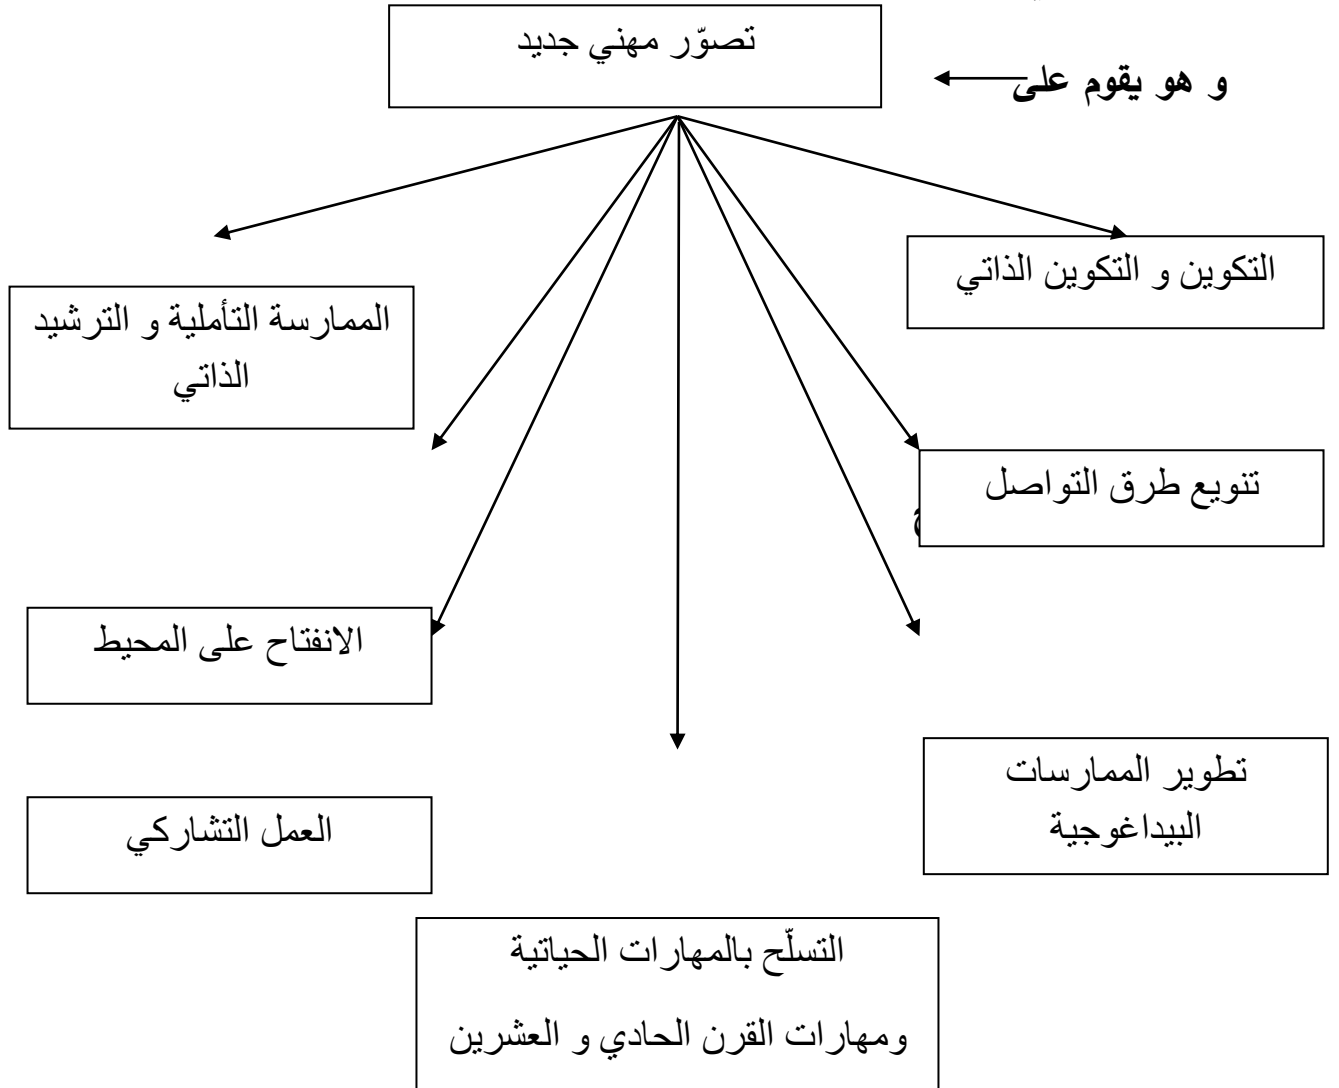 تصوّر مهني جديد
و هو يقوم على
التكوين و التكوين الذاتي
الممارسة التأملية و الترشيد
الذاتي
تنويع طرق التواصل
الانفتاح على المحيط
تطوير الممارسات
البيداغوجية
العمل التشاركي
التسلّح بالمهارات الحياتية
ومهارات القرن الحادي و العشرين